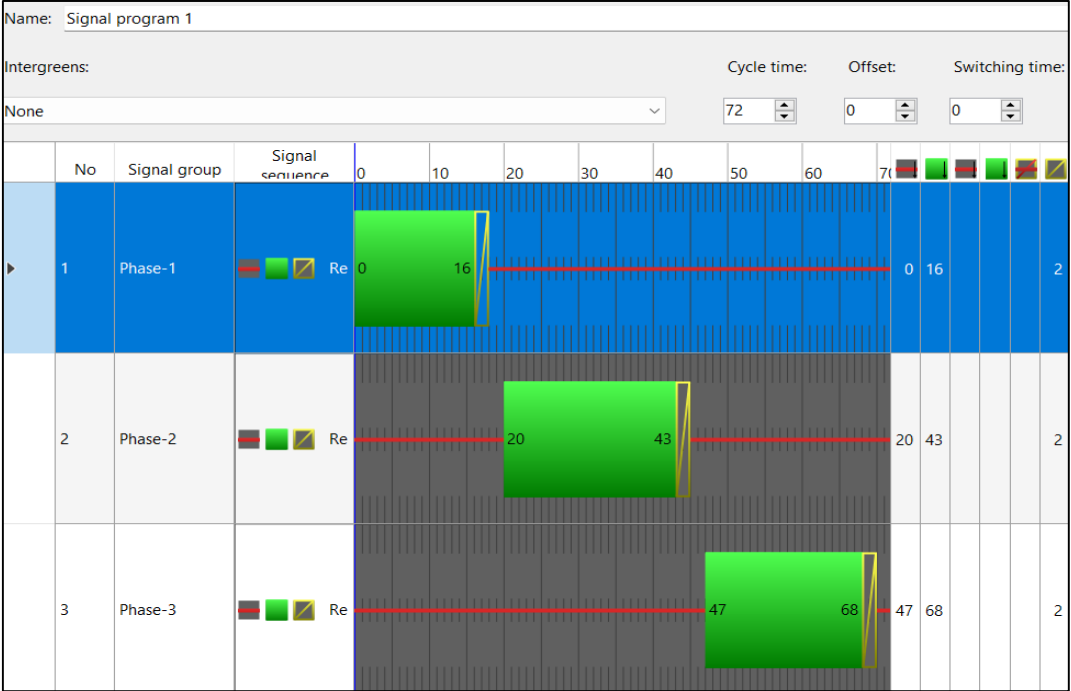 Name: Signal program 1
Intergreens:
Cycle time: Offset: Switching time:
None
72 0 0
No Signal group Signal sequence 0 10 20 30 40 50 60 70
1 Phase-1 Re 0 16 0 16 2
2 Phase-2 Re 20 43 20 43 2
3 Phase-3 Re 47 68 47 68 2